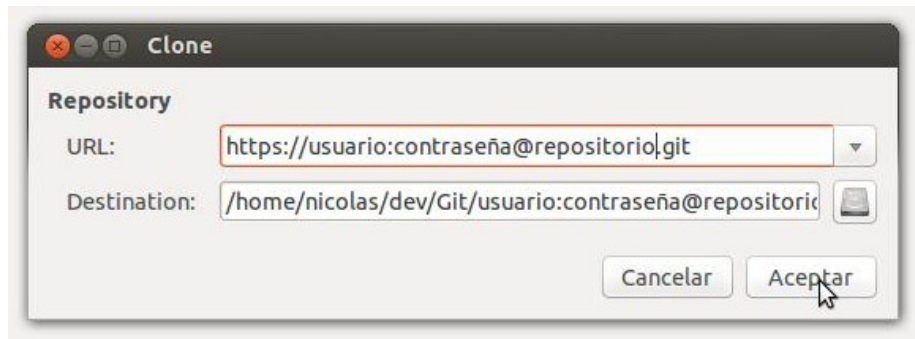 Clone
Repository
URL: https://usuario:contraseña@repositorio.git
Destination: /home/nicolas/dev/Git/usuario:contraseña@repositoric
Cancelar Aceptar